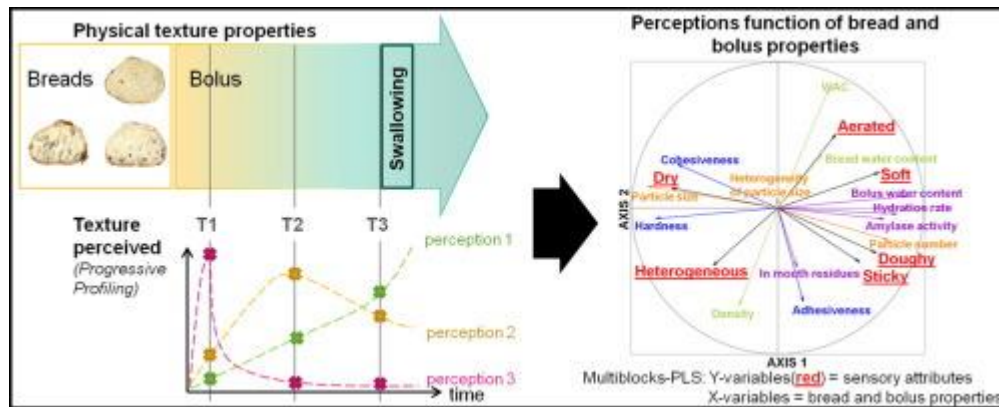 Physical texture properties
Breads
Bolus
Swallowing
Texture
perceived
(Progressive
Profiling)
T1
T2
T3
perception 1
perception 2
perception 3
time
Perceptions function of bread and
bolus properties
WAC
Aerated
Cohesiveness
Bread water content
Dry
Heterogeneity
of particle size
Soft
Particle size
Bolus water content
Hydration rate
Hardness
Amylase activity
Particle number
Doughy
Heterogeneous
In mouth residues
Sticky
Density
Adhesiveness
AXIS 2
AXIS 1
Multiblocks-PLS: Y-variables(red) = sensory attributes
X-variables = bread and bolus properties